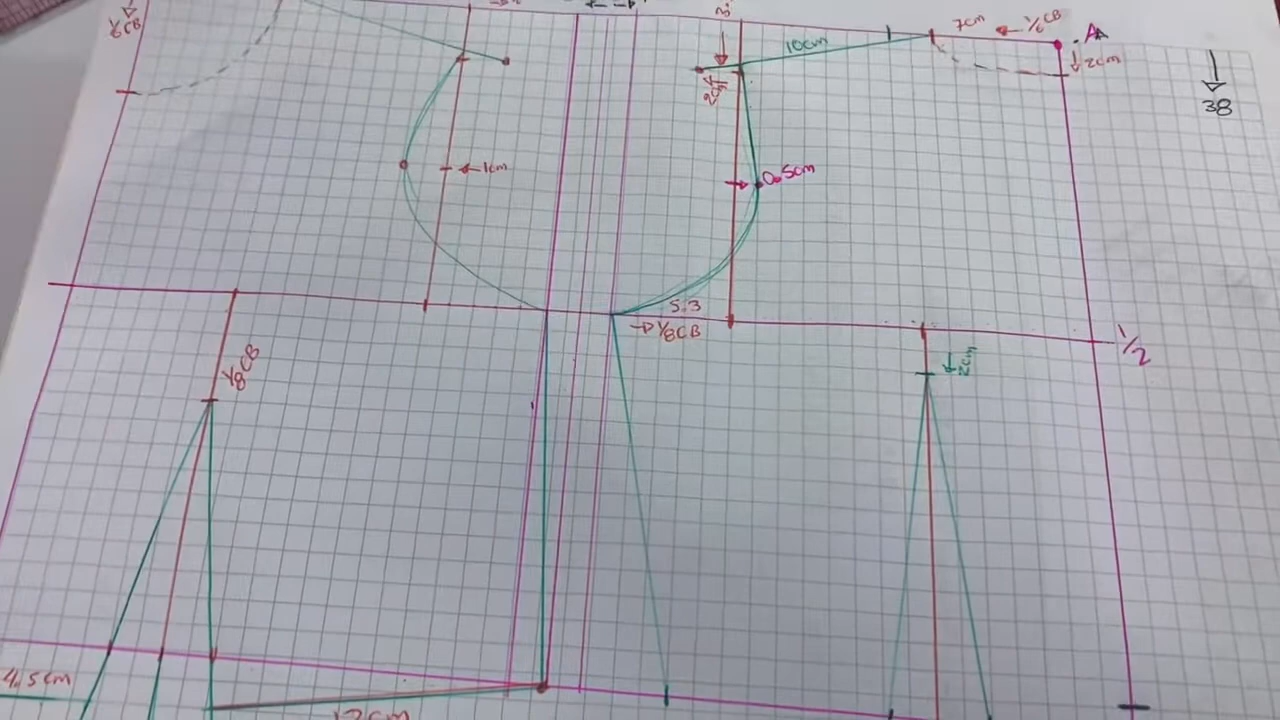 1/6 CB
7cm ← 1/6 CB
A
2cm
10cm
38
← 1cm
0.5cm
5.3
→ 1/8 CB
1/2
1/8 CB
2cm
4.5cm
12cm